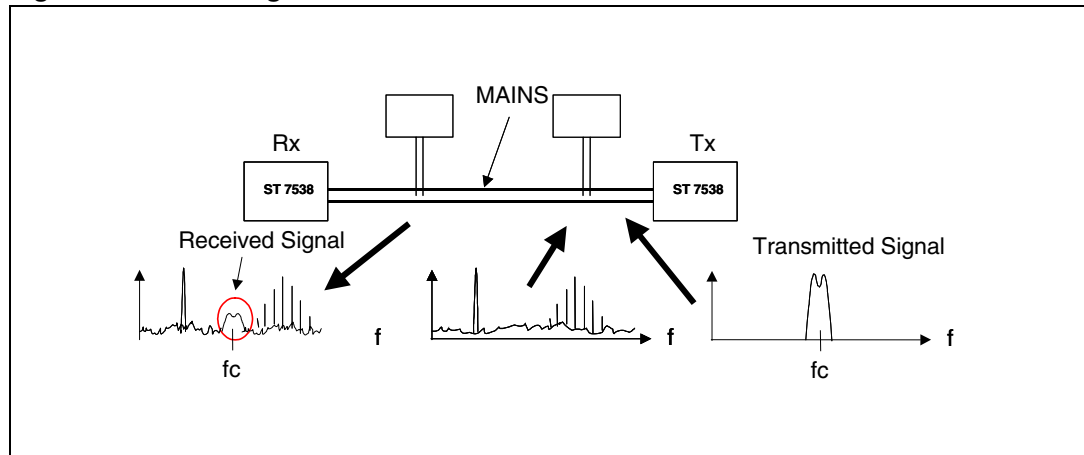 MAINS
Rx
Tx
ST 7538
ST 7538
Received Signal
Transmitted Signal
f
f
f
fc
fc